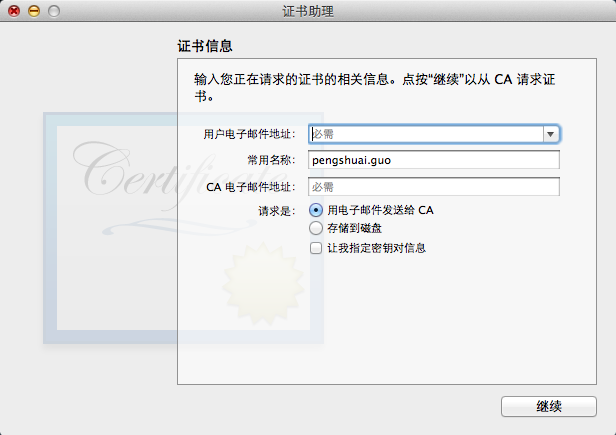 证书助理
证书信息
输入您正在请求的证书的相关信息。点按“继续”以从 CA 请求证
书。
用户电子邮件地址： 必需
常用名称： pengshuai.guo
CA 电子邮件地址： 必需
请求是： 用电子邮件发送给 CA
存储到磁盘
让我指定密钥对信息
Certificate
继续